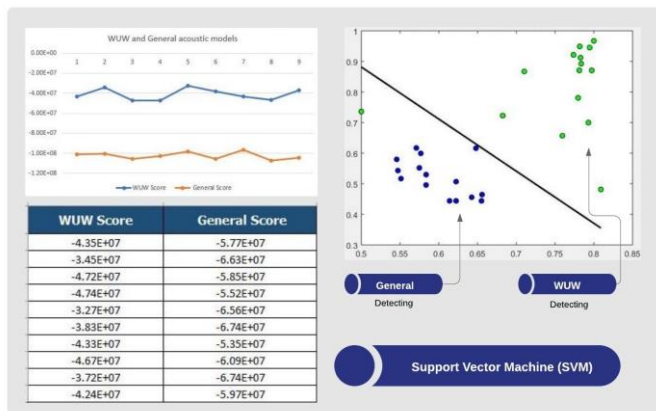 WUW and General acoustic models
0.00E+00
1 2 3 4 5 6 7 8 9
-2.00E+07
-4.00E+07
-6.00E+07
-8.00E+07
-1.00E+08
-1.20E+08
WUW Score General Score
WUW Score General Score
-4.35E+07 -5.77E+07
-3.45E+07 -6.63E+07
-4.72E+07 -5.85E+07
-4.74E+07 -5.52E+07
-3.27E+07 -6.56E+07
-3.83E+07 -6.74E+07
-4.33E+07 -5.35E+07
-4.67E+07 -6.09E+07
-3.72E+07 -6.74E+07
-4.24E+07 -5.97E+07
1
0.9
0.8
0.7
0.6
0.5
0.4
0.3
0.5 0.55 0.6 0.65 0.7 0.75 0.8 0.85
General WUW
Detecting Detecting
Support Vector Machine (SVM)